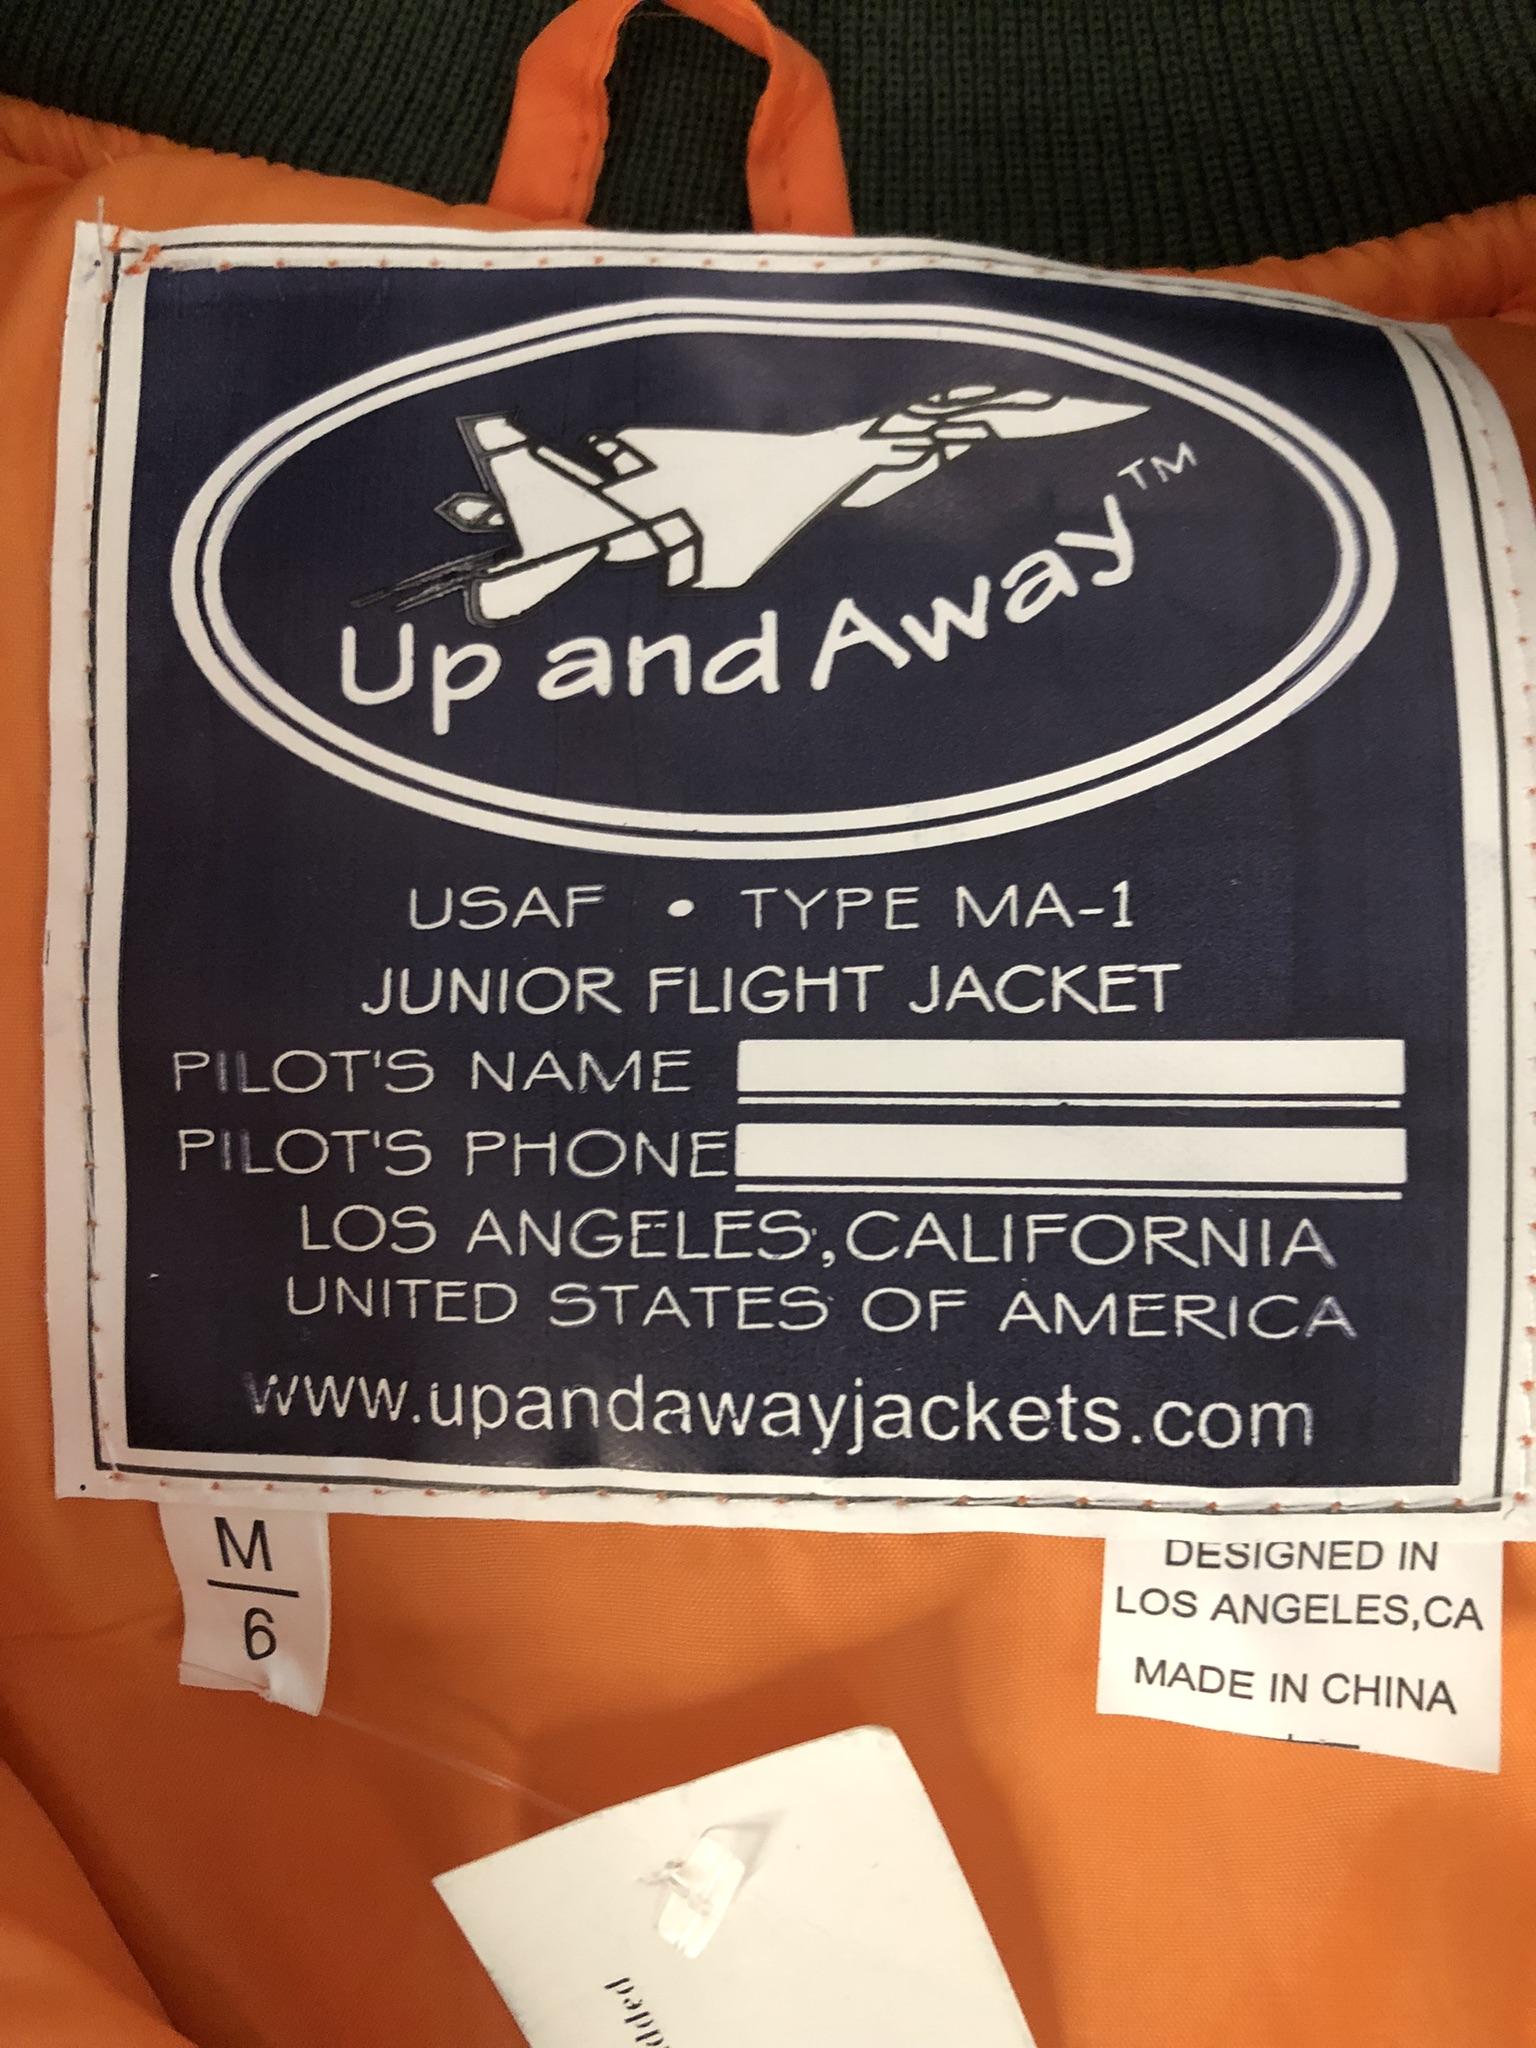 Up and Away™
USAF • TYPE MA-1
JUNIOR FLIGHT JACKET
PILOT'S NAME
PILOT'S PHONE
LOS ANGELES, CALIFORNIA
UNITED STATES OF AMERICA
www.upandawayjackets.com
M
6
DESIGNED IN
LOS ANGELES,CA
MADE IN CHINA